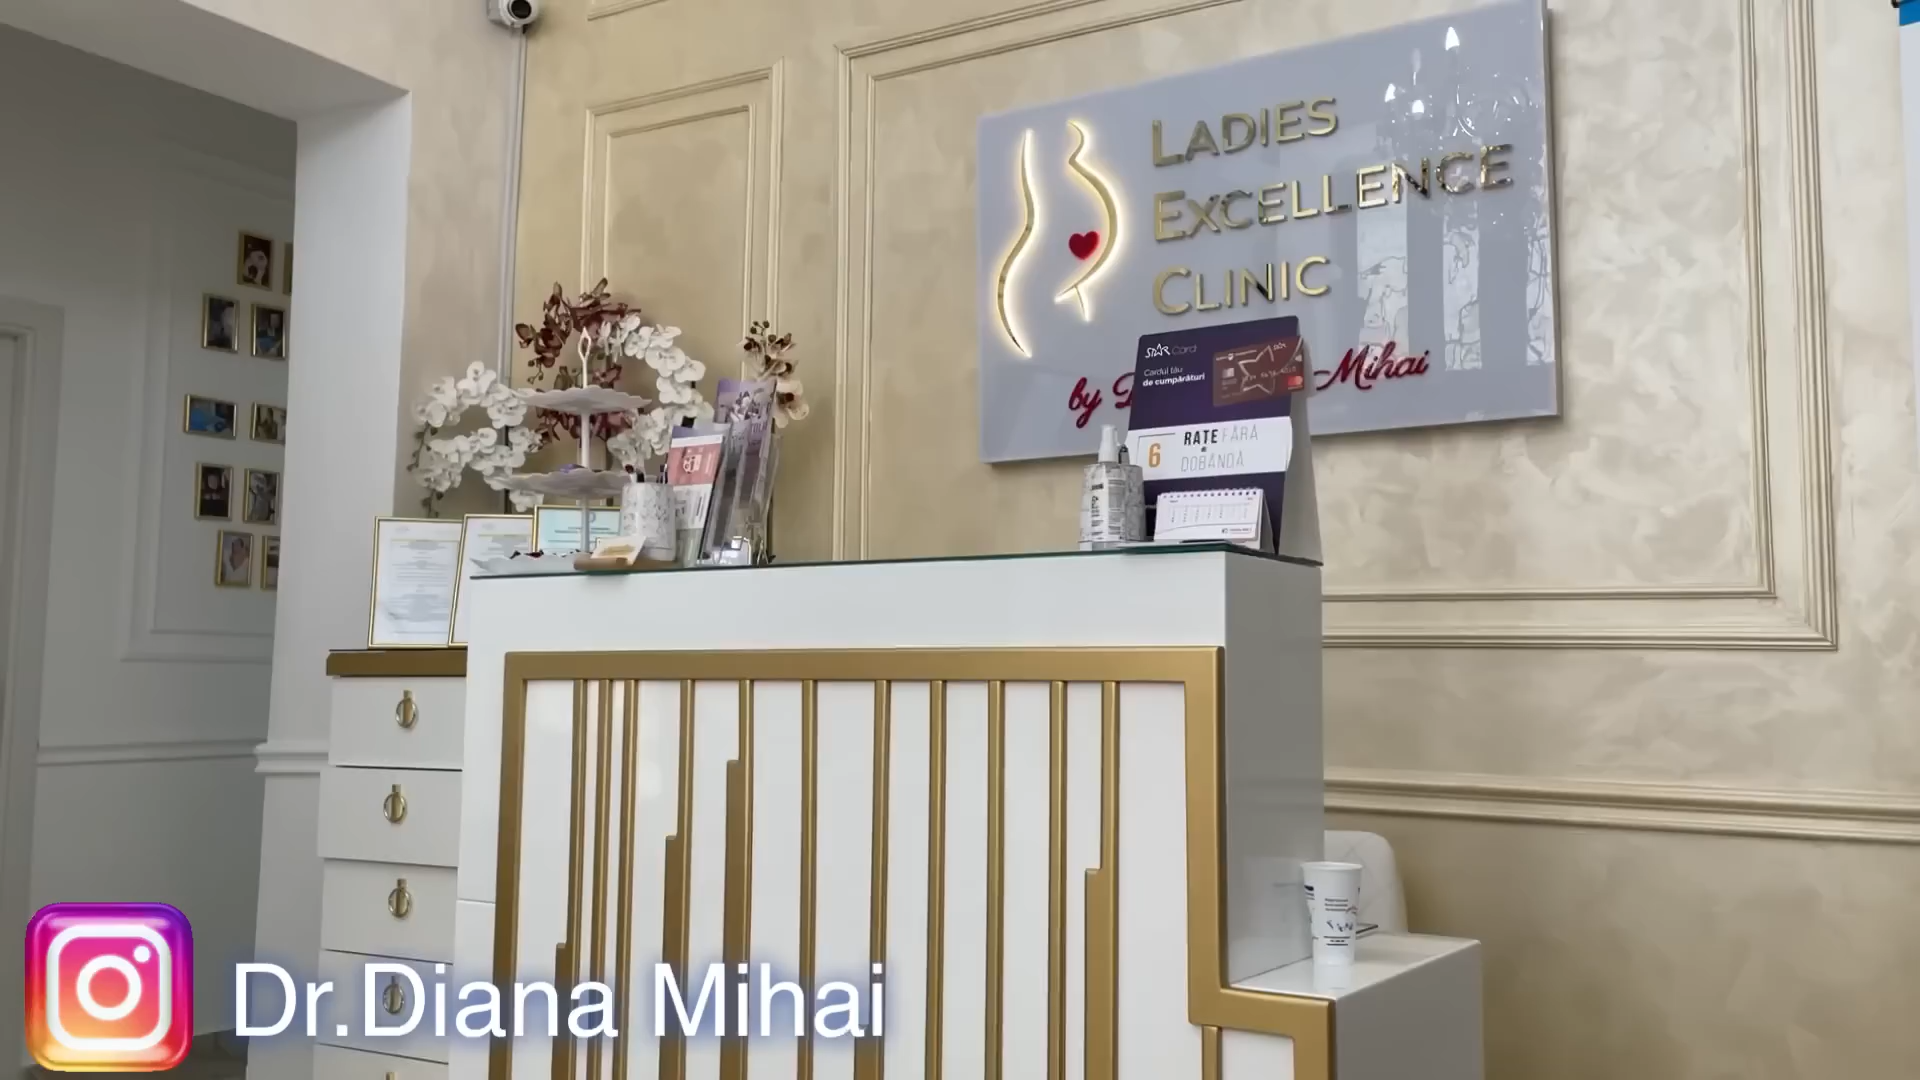 LADIES
EXCELLENCE
CLINIC
by D
Mihai
STAR Card
Cardul tău
de cumpărături
6 RATE FĂRĂ
DOBÂNDĂ
Dr.Diana Mihai